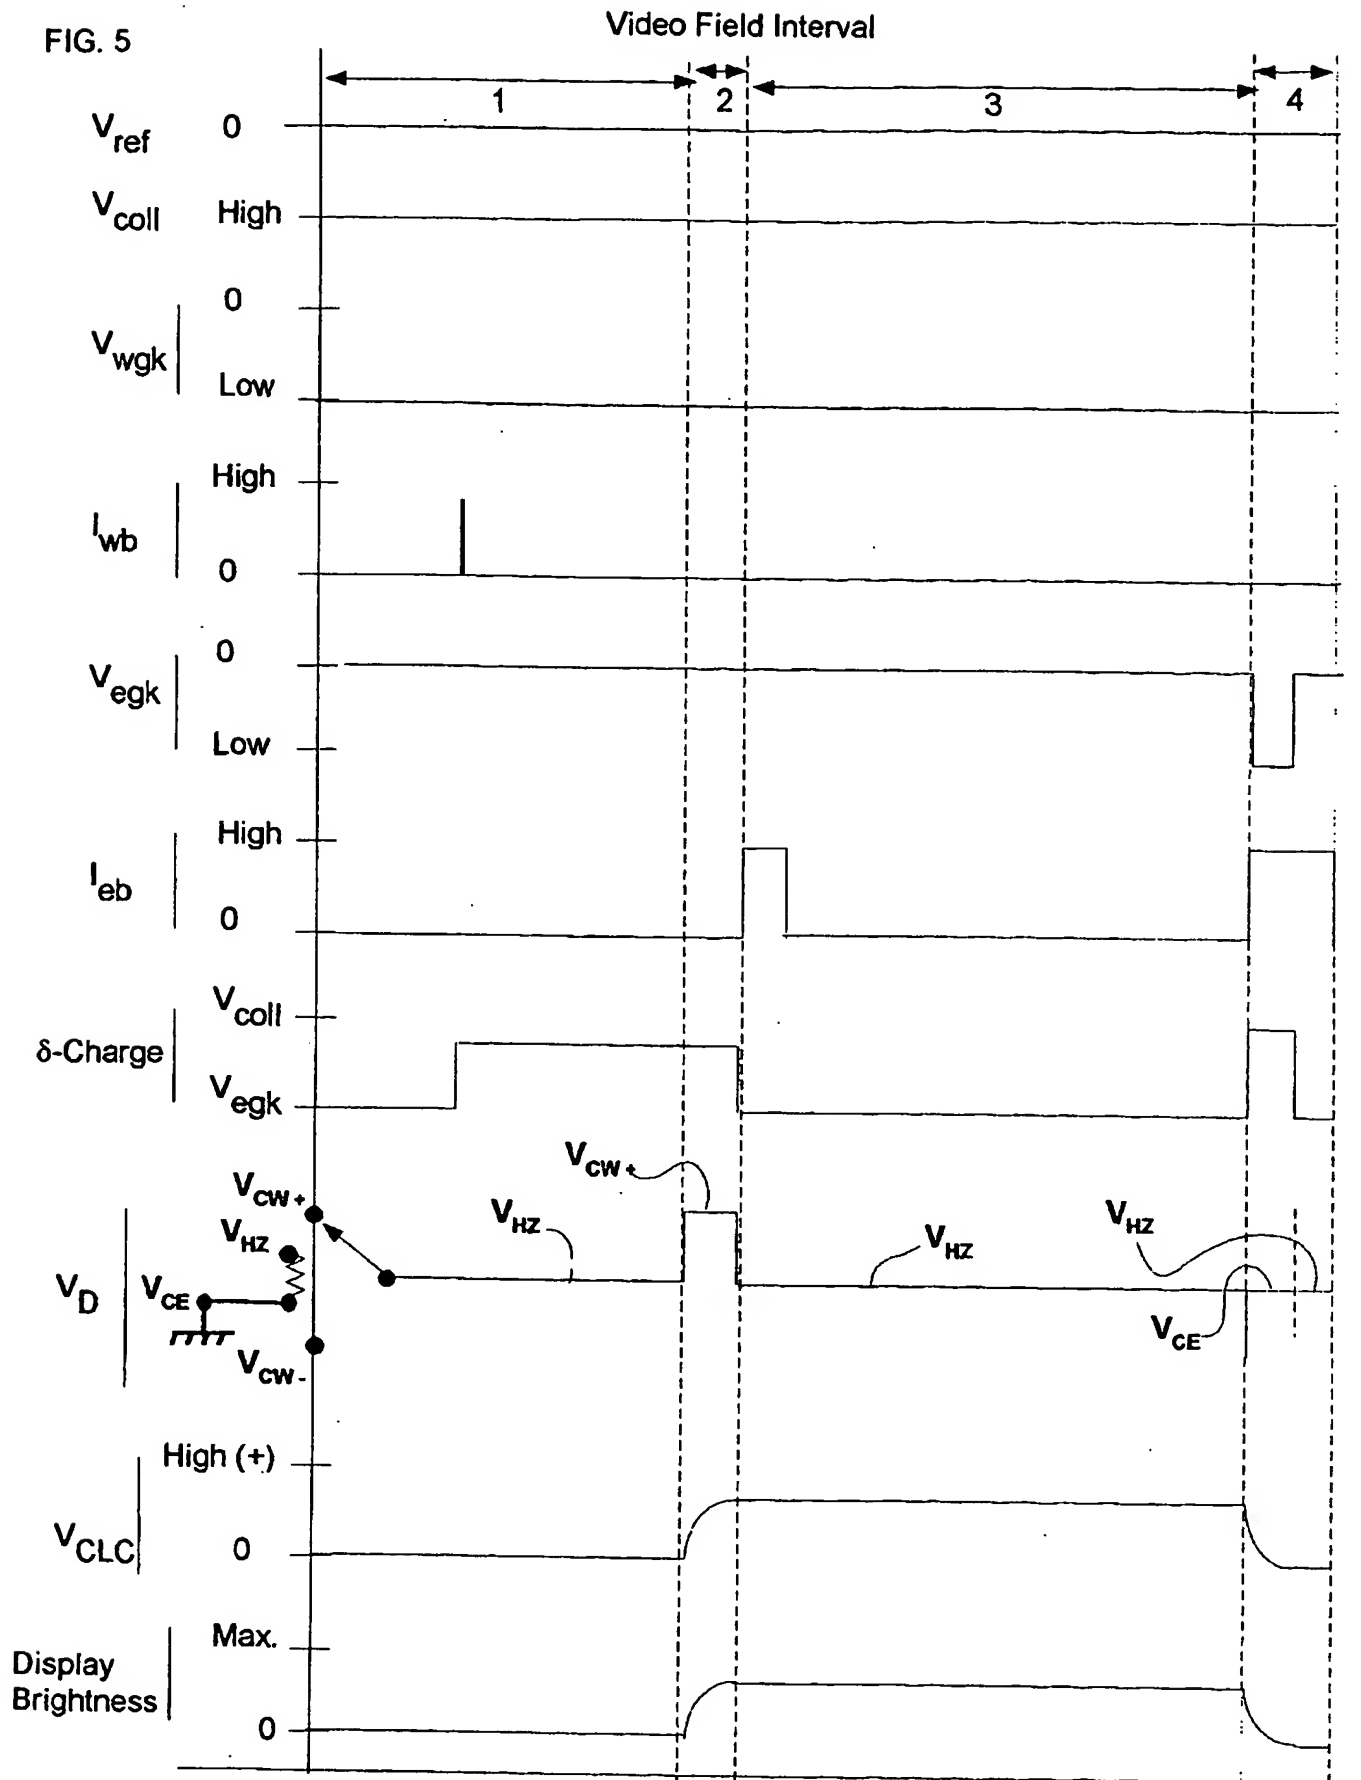 Video Field Interval
FIG. 5
1 2 3 4
Vref 0
Vcoll High
0
Vwgk
Low
High
Iwb
0
0
Vegk
Low
High
Ieb
0
Vcoll
δ-Charge
Vegk
VCW+
VCW+
VHZ
VHZ
VHZ
VHZ
VD
VCE
VCE
VCW-
High (+)
VCLC
0
Max.
Display
Brightness
0